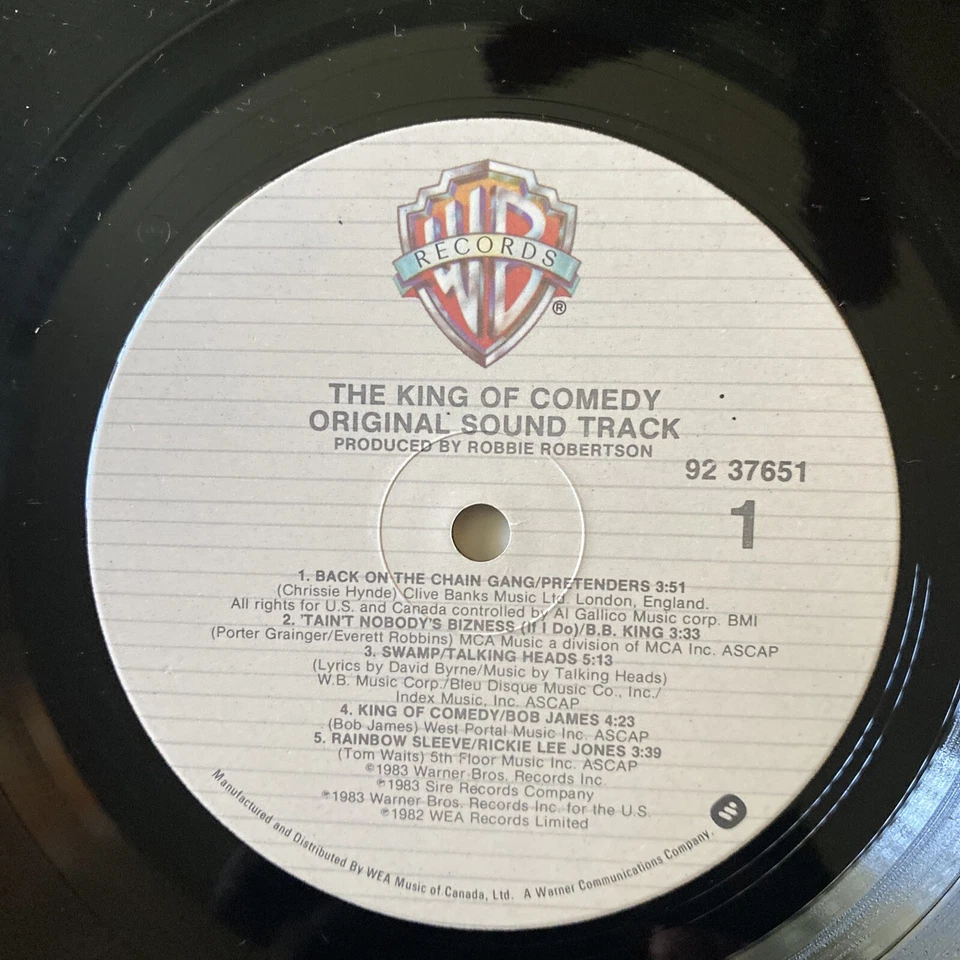 WB
RECORDS
®
THE KING OF COMEDY
ORIGINAL SOUND TRACK
PRODUCED BY ROBBIE ROBERTSON
92 37651
1
1. BACK ON THE CHAIN GANG/PRETENDERS 3:51
(Chrissie Hynde) Clive Banks Music Ltd. London, England.
All rights for U.S. and Canada controlled by Al Gallico Music corp. BMI
2. 'TAIN'T NOBODY'S BIZNESS (If I Do)/B.B. KING 3:33
(Porter Grainger/Everett Robbins) MCA Music a division of MCA Inc. ASCAP
3. SWAMP/TALKING HEADS 5:13
(Lyrics by David Byrne/Music by Talking Heads)
W.B. Music Corp./Bleu Disque Music Co., Inc./
Index Music, Inc. ASCAP
4. KING OF COMEDY/BOB JAMES 4:23
(Bob James) West Portal Music Inc. ASCAP
5. RAINBOW SLEEVE/RICKIE LEE JONES 3:39
(Tom Waits) 5th Floor Music Inc. ASCAP
©1983 Warner Bros. Records Inc.
℗1983 Sire Records Company
℗1983 Warner Bros. Records Inc. for the U.S.
℗1982 WEA Records Limited
Manufactured and Distributed By WEA Music of Canada, Ltd. A Warner Communications Company.